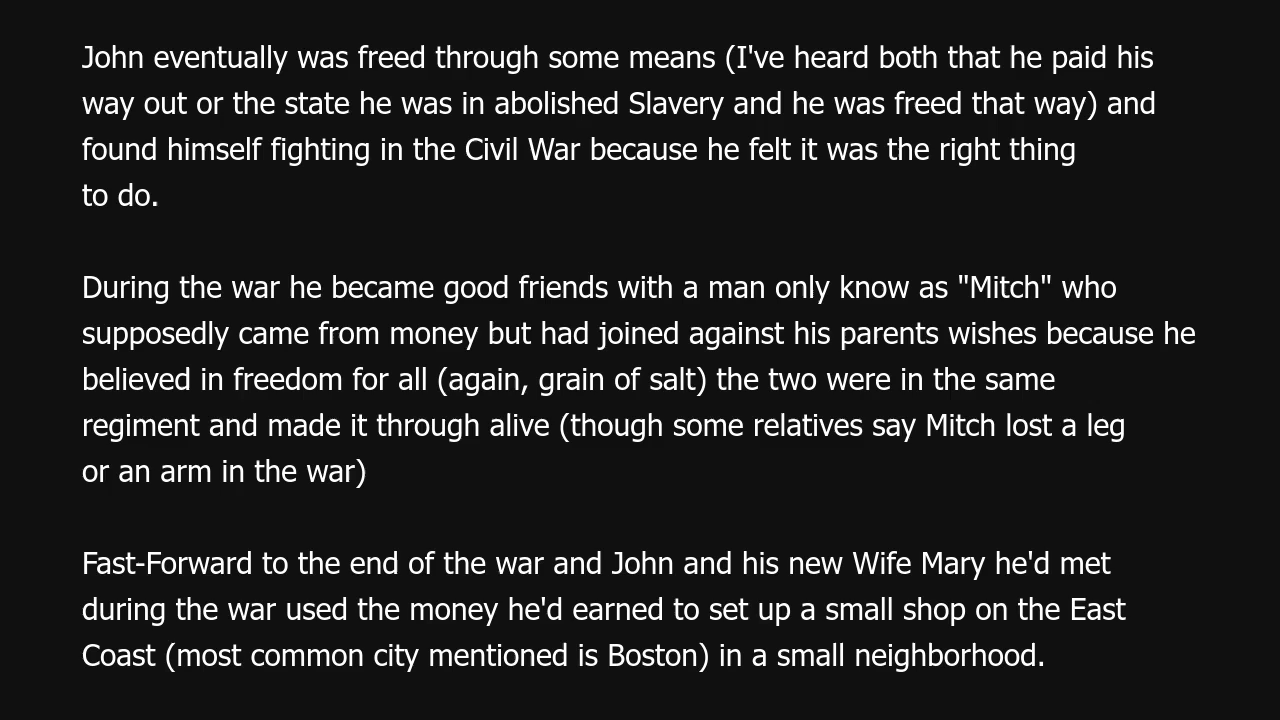 John eventually was freed through some means (I've heard both that he paid his
way out or the state he was in abolished Slavery and he was freed that way) and
found himself fighting in the Civil War because he felt it was the right thing
to do.
During the war he became good friends with a man only know as "Mitch" who
supposedly came from money but had joined against his parents wishes because he
believed in freedom for all (again, grain of salt) the two were in the same
regiment and made it through alive (though some relatives say Mitch lost a leg
or an arm in the war)
Fast-Forward to the end of the war and John and his new Wife Mary he'd met
during the war used the money he'd earned to set up a small shop on the East
Coast (most common city mentioned is Boston) in a small neighborhood.